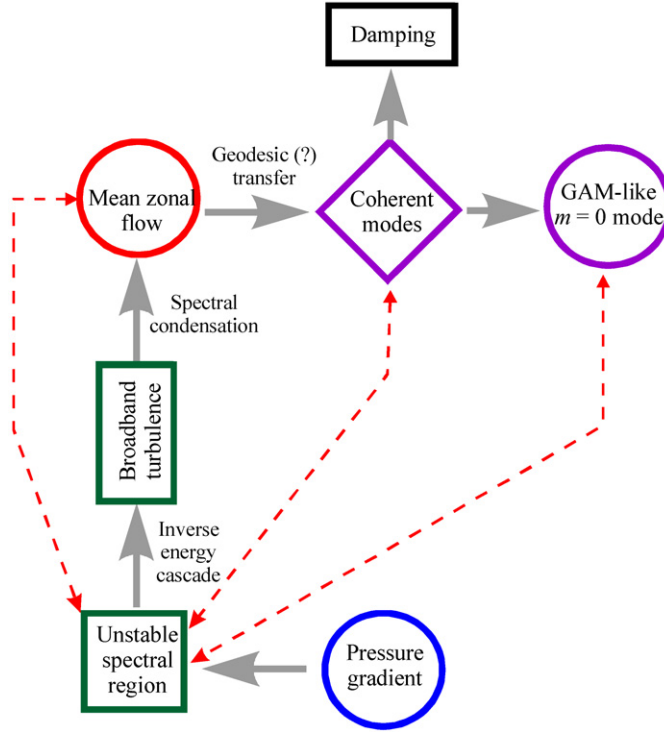 Damping
Geodesic (?)
transfer
Mean zonal
flow
Coherent
modes
GAM-like
m = 0 mode
Spectral
condensation
Broadband
turbulence
Inverse
energy
cascade
Unstable
spectral
region
Pressure
gradient